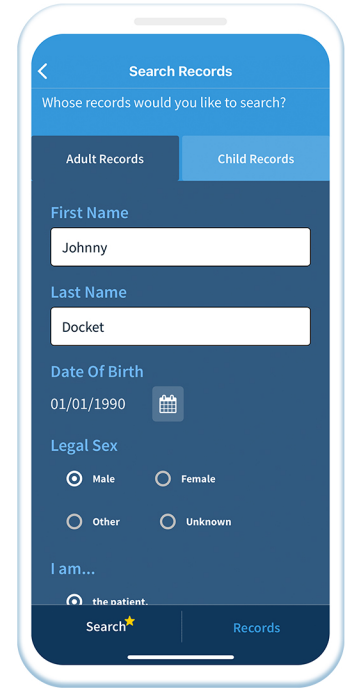 Search Records
Whose records would you like to search?
Adult Records
Child Records
First Name
Johnny
Last Name
Docket
Date Of Birth
01/01/1990
Legal Sex
Male
Female
Other
Unknown
I am...
the patient.
Search
Records